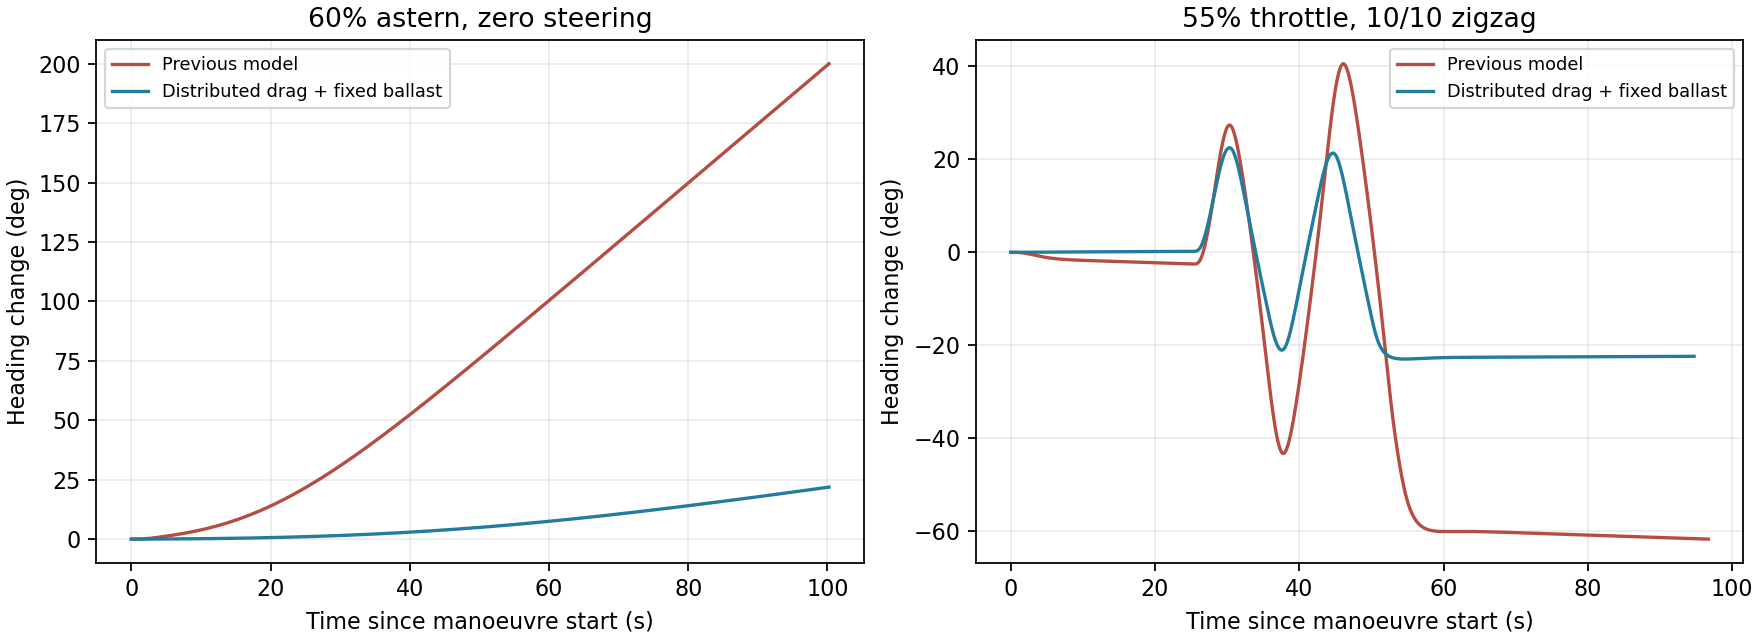 60% astern, zero steering
Previous model
Distributed drag + fixed ballast
Heading change (deg)
200
175
150
125
100
75
50
25
0
0 20 40 60 80 100
Time since manoeuvre start (s)
55% throttle, 10/10 zigzag
Previous model
Distributed drag + fixed ballast
Heading change (deg)
40
20
0
−20
−40
−60
0 20 40 60 80 100
Time since manoeuvre start (s)